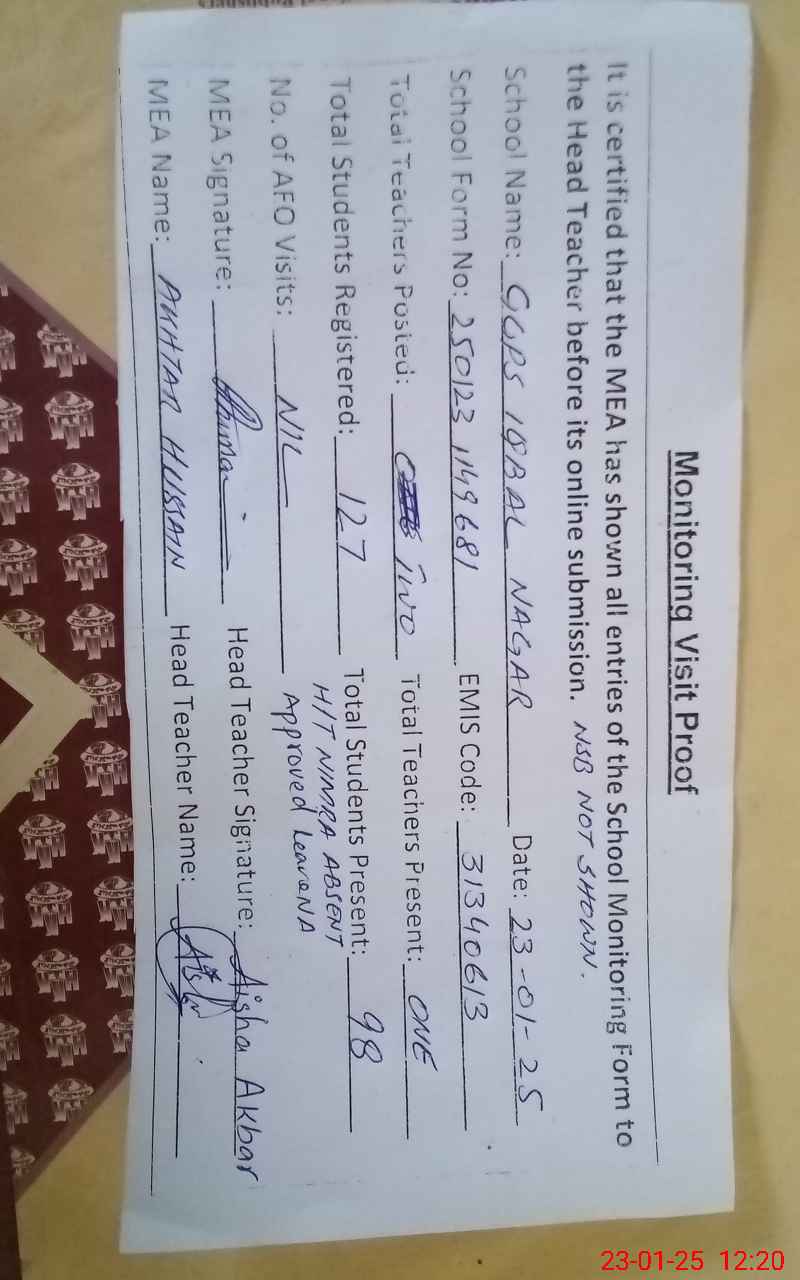 Monitoring Visit Proof
It is certified that the MEA has shown all entries of the School Monitoring Form to
the Head Teacher before its online submission. NSB NOT SHOWN.
School Name: GGPS IQBAL NAGAR Date: 23-01-25
School Form No: 250123 1149681 EMIS Code: 31340613
Total Teachers Posted: TWO Total Teachers Present: ONE
Total Students Registered: 127 Total Students Present: 98
H/T NIMRA ABSENT
No. of AFO Visits: NIL Approved Leave NA
MEA Signature: Head Teacher Signature: Aisha Akbar
MEA Name: AKHTAR HUSSAIN Head Teacher Name:
23-01-25 12:20